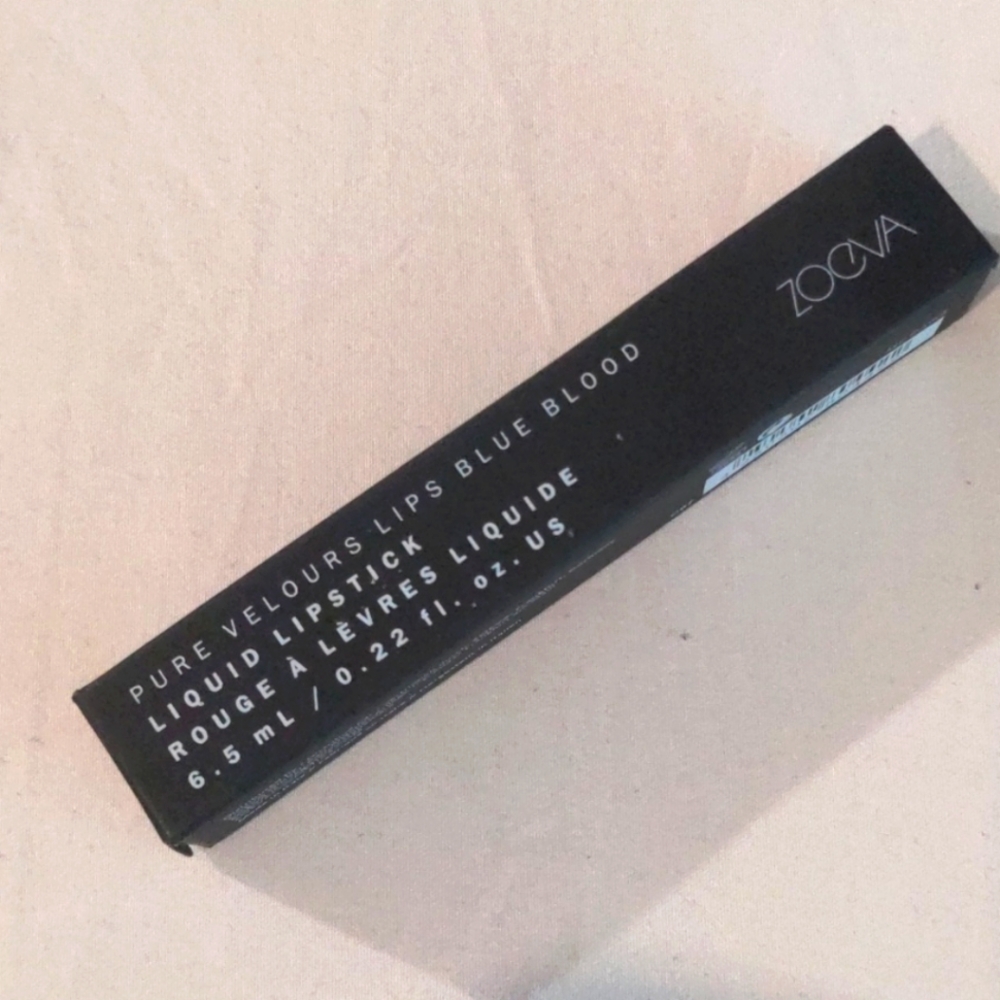 PURE VELOURS LIPS BLUE BLOOD
LIQUID LIPSTICK
ROUGE À LÈVRES LIQUIDE
6.5 mL / 0.22 fl. oz. US
ZOEVA